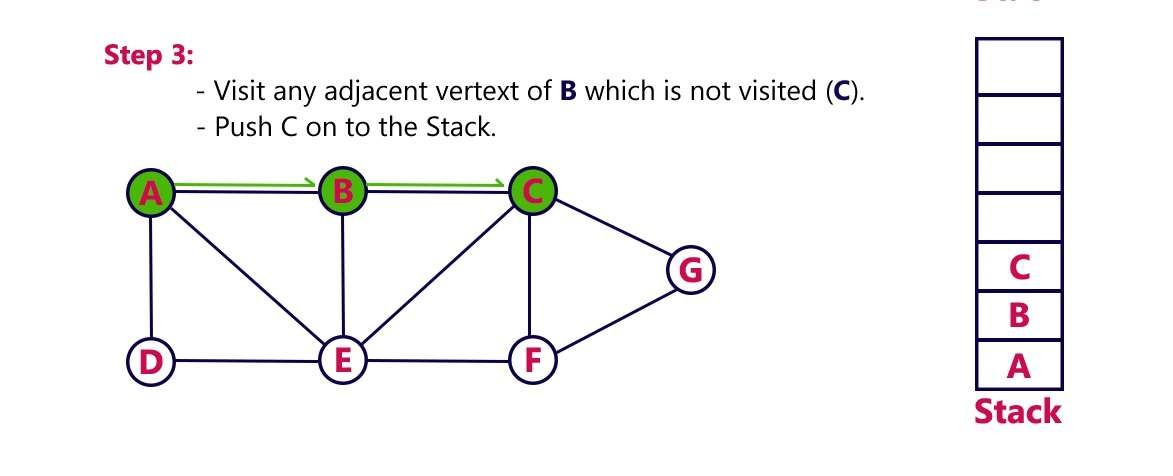 Step 3:
- Visit any adjacent vertext of B which is not visited (C).
- Push C on to the Stack.
A
B
C
G
D
E
F
C
B
A
Stack